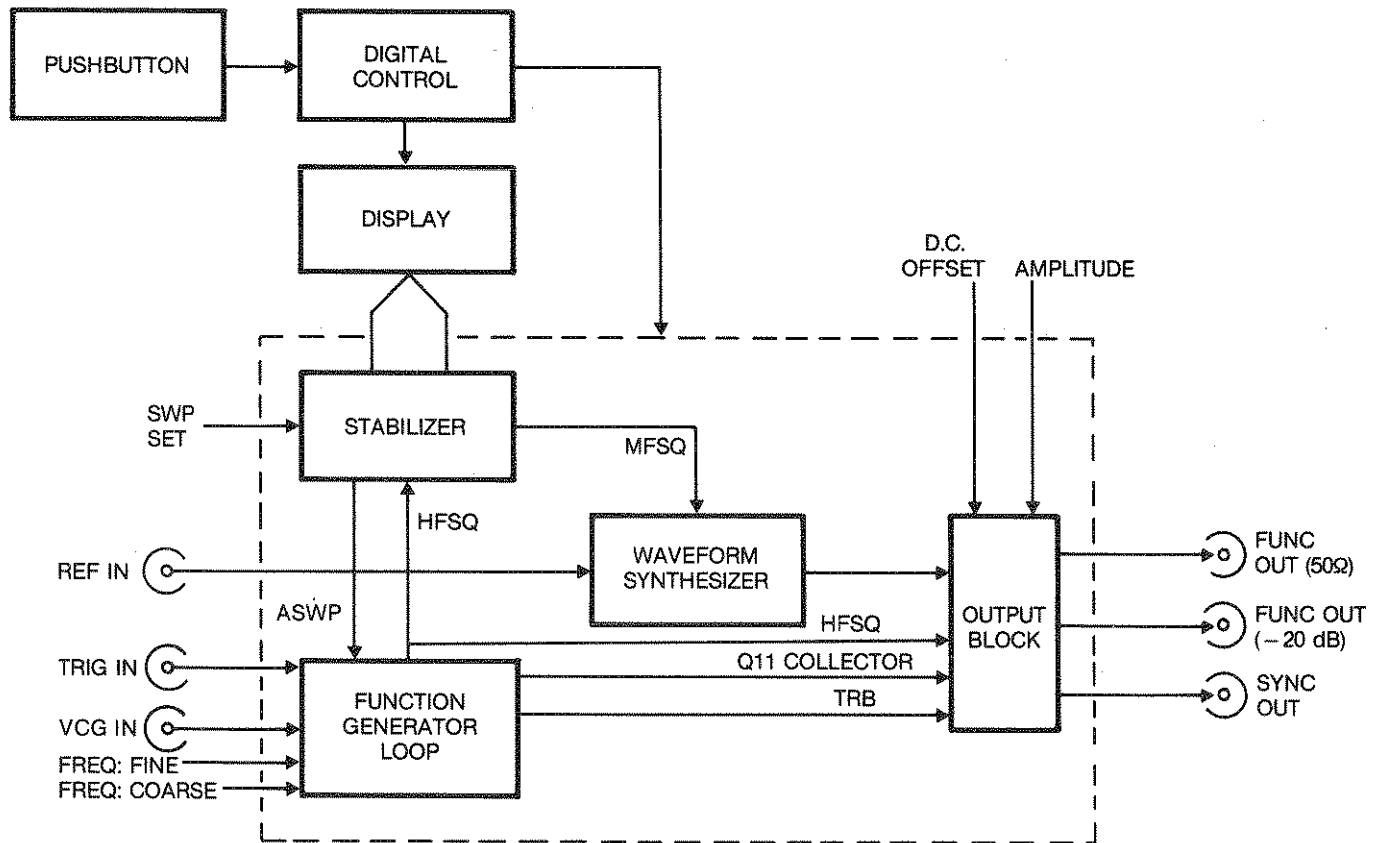 PUSHBUTTON
DIGITAL
CONTROL
DISPLAY
D.C.
OFFSET
AMPLITUDE
SWP
SET
STABILIZER
MFSQ
HFSQ
REF IN
WAVEFORM
SYNTHESIZER
FUNC
OUT (50Ω)
ASWP
HFSQ
OUTPUT
BLOCK
FUNC OUT
(– 20 dB)
TRIG IN
Q11 COLLECTOR
FUNCTION
GENERATOR
LOOP
TRB
SYNC
OUT
VCG IN
FREQ: FINE
FREQ: COARSE